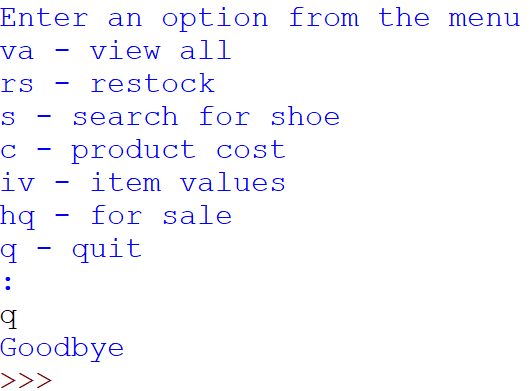 Enter an option from the menu
va - view all
rs - restock
s - search for shoe
c - product cost
iv - item values
hq - for sale
q - quit
:
q
Goodbye
>>>